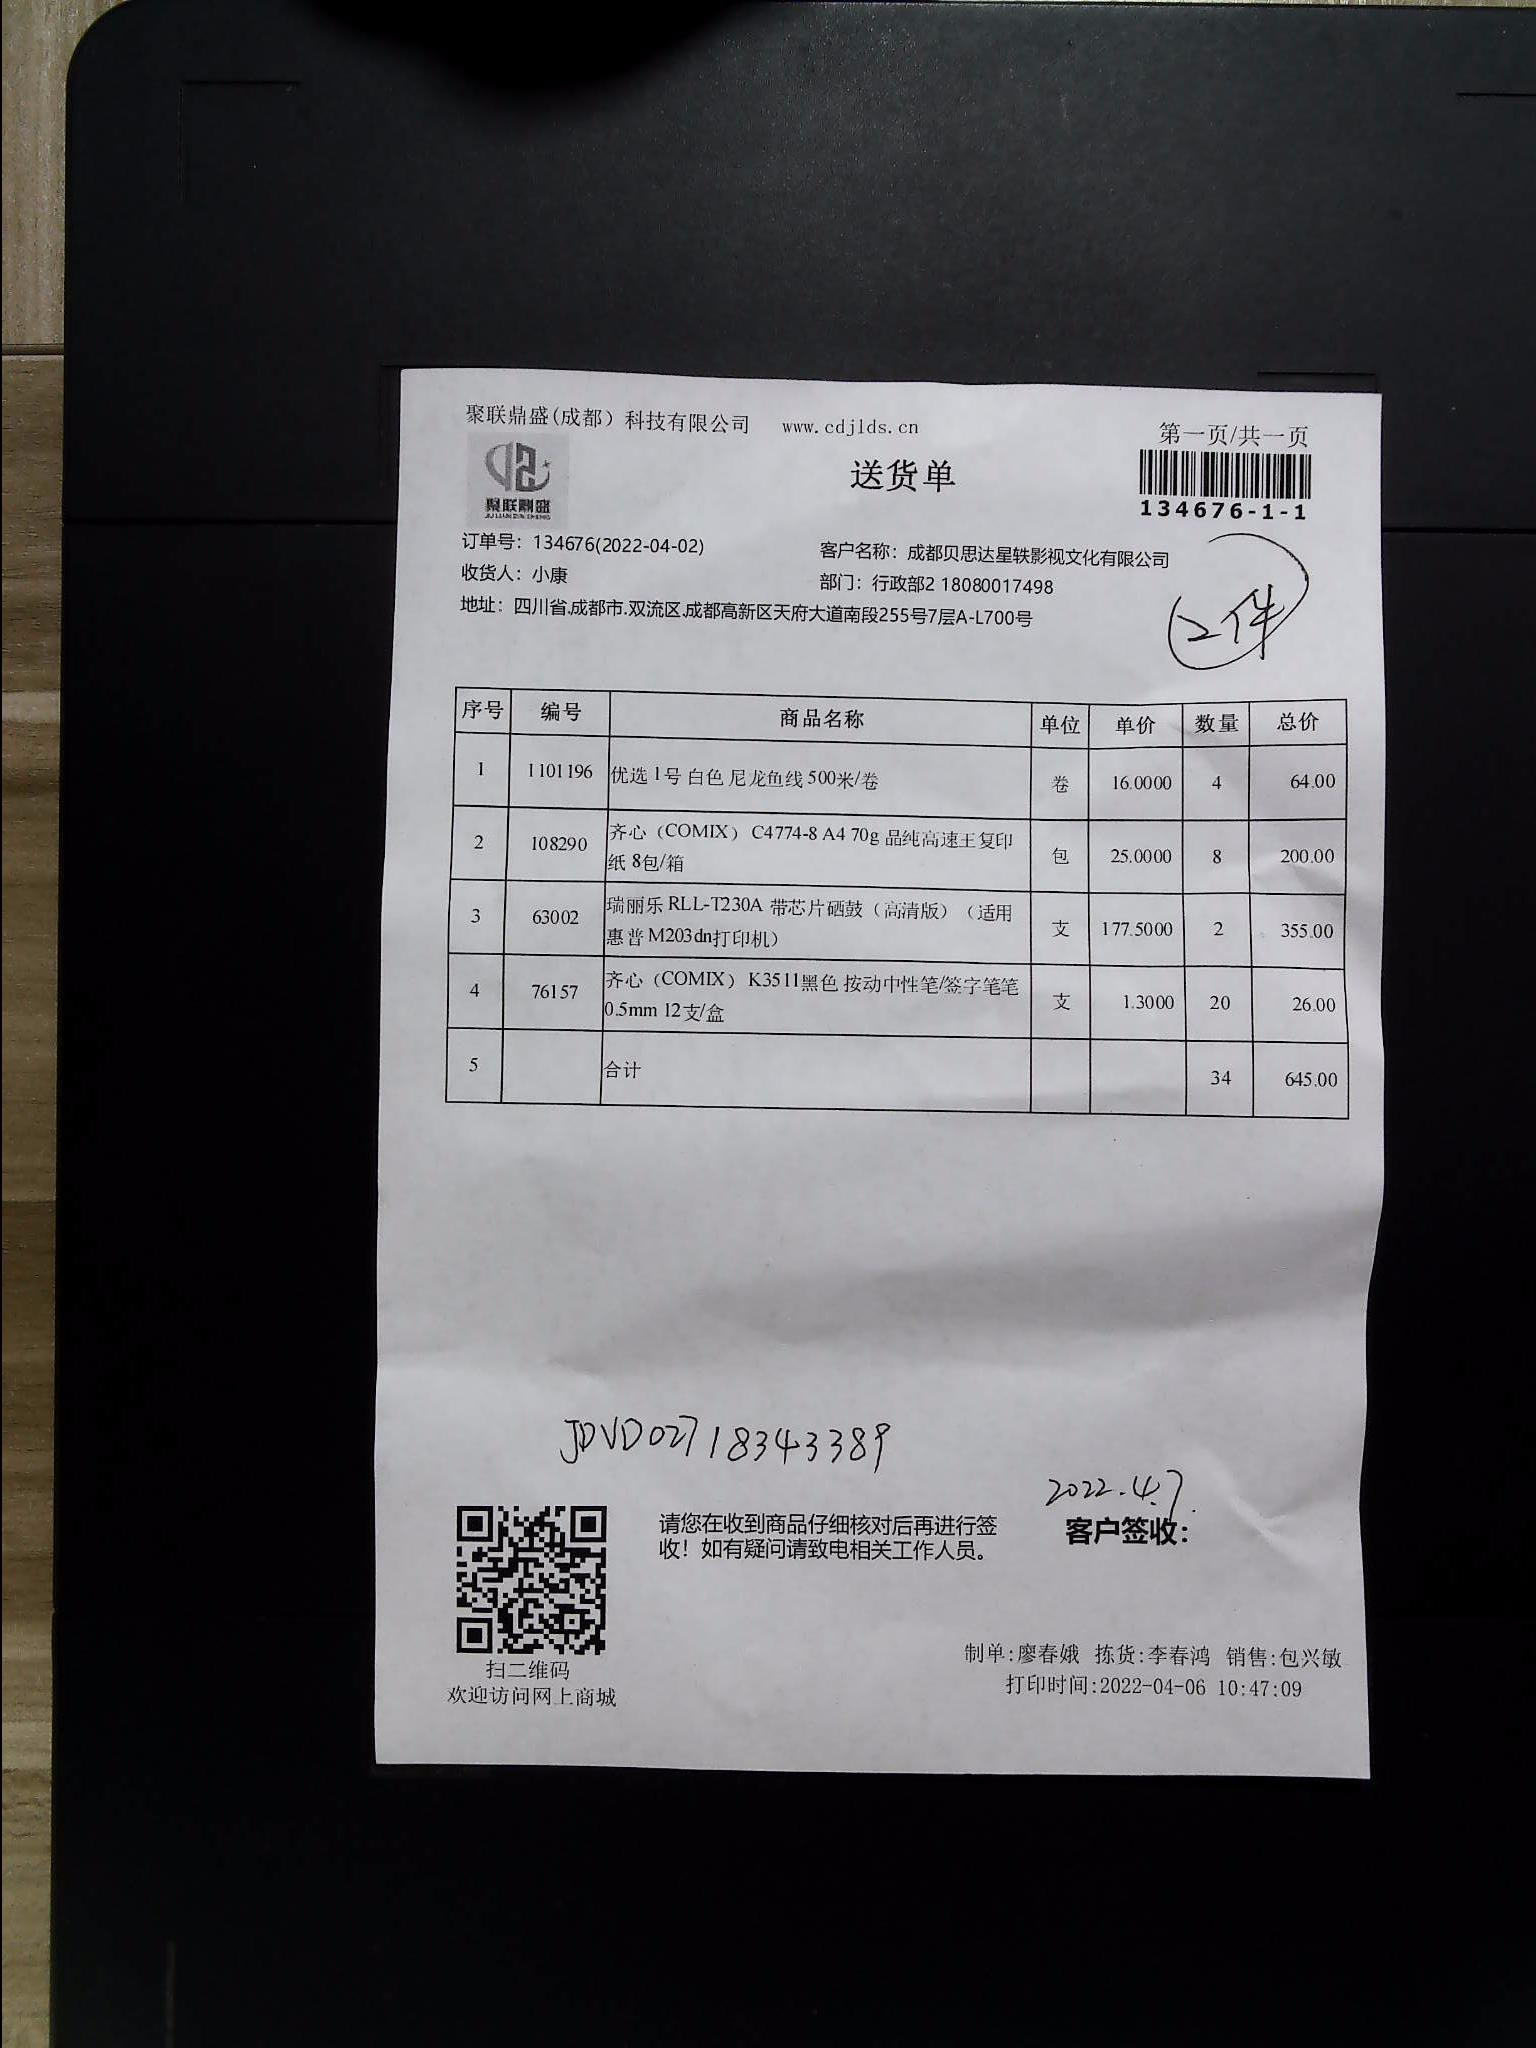 聚联鼎盛(成都）科技有限公司 www.cdjlds.cn
第一页/共一页
送货单
聚联鼎盛
JU LIAN DIN SHENG
134676-1-1
订单号：134676(2022-04-02)
客户名称：成都贝思达星轶影视文化有限公司
收货人：小康
部门：行政部2 18080017498
地址：四川省.成都市.双流区.成都高新区天府大道南段255号7层A-L700号
2件
序号 编号 商品名称 单位 单价 数量 总价
1 1101196 优选 1号 白色 尼龙鱼线 500米/卷 卷 16.0000 4 64.00
2 108290 齐心（COMIX） C4774-8 A4 70g 品纯高速王复印
纸 8包/箱 包 25.0000 8 200.00
3 63002 瑞丽乐 RLL-T230A 带芯片硒鼓（高清版）（适用
惠普 M203dn打印机） 支 177.5000 2 355.00
4 76157 齐心（COMIX） K3511黑色 按动中性笔/签字笔笔
0.5mm 12支/盒 支 1.3000 20 26.00
5 合计 34 645.00
JDVD02718343389
2022.4.7.
请您在收到商品仔细核对后再进行签
收！如有疑问请致电相关工作人员。
客户签收：
扫二维码
欢迎访问网上商城
制单:廖春娥 拣货:李春鸿 销售:包兴敏
打印时间:2022-04-06 10:47:09